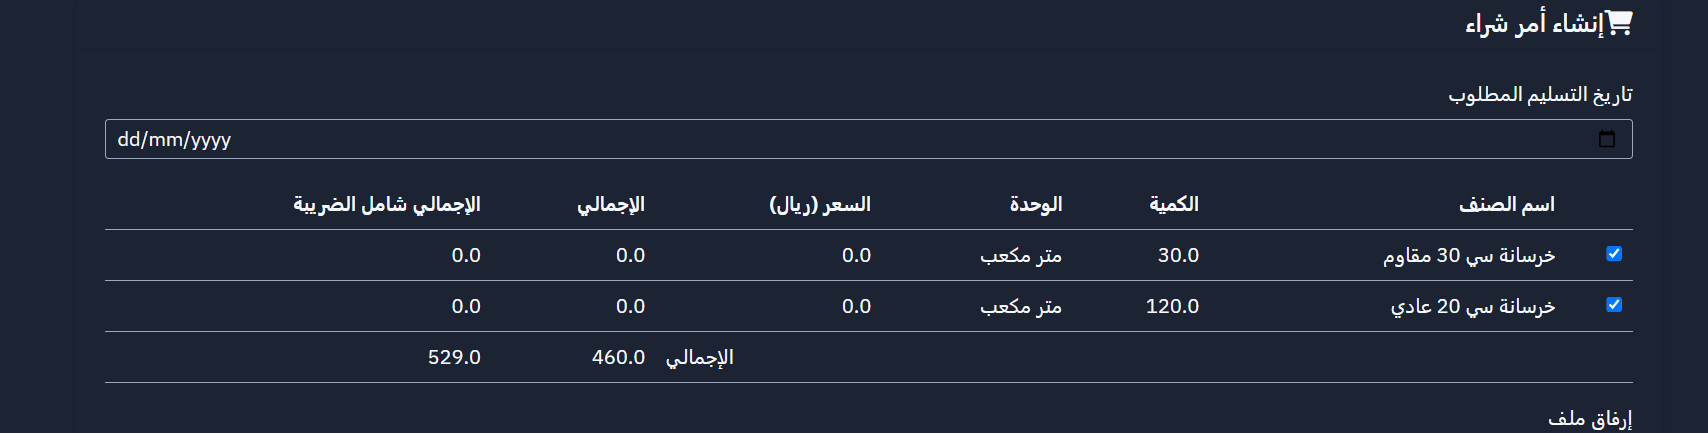 إنشاء أمر شراء
تاريخ التسليم المطلوب
dd/mm/yyyy
اسم الصنف الكمية الوحدة السعر (ريال) الإجمالي الإجمالي شامل الضريبة
خرسانة سي 30 مقاوم 30.0 متر مكعب 0.0 0.0 0.0
خرسانة سي 20 عادي 120.0 متر مكعب 0.0 0.0 0.0
الإجمالي 460.0 529.0
إرفاق ملف